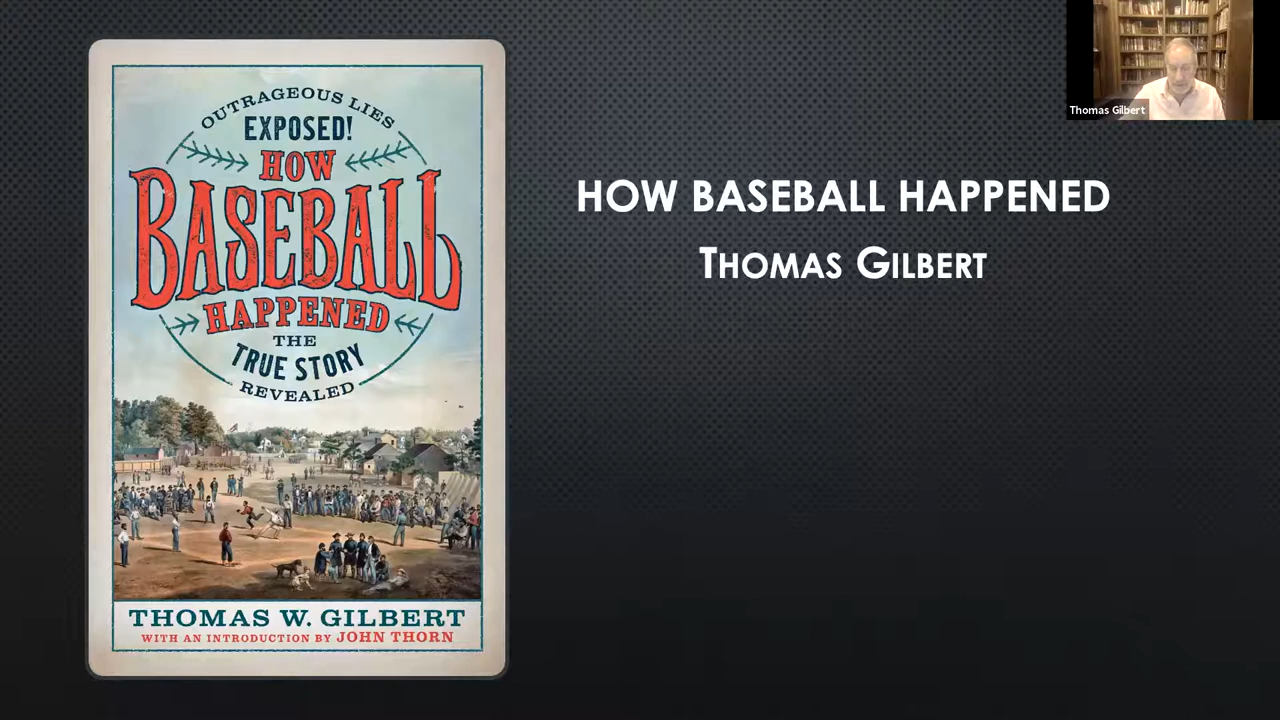 OUTRAGEOUS LIES
EXPOSED!
HOW
BASEBALL
HAPPENED
THE
TRUE STORY
REVEALED
THOMAS W. GILBERT
WITH AN INTRODUCTION BY JOHN THORN
HOW BASEBALL HAPPENED
THOMAS GILBERT
Thomas Gilbert